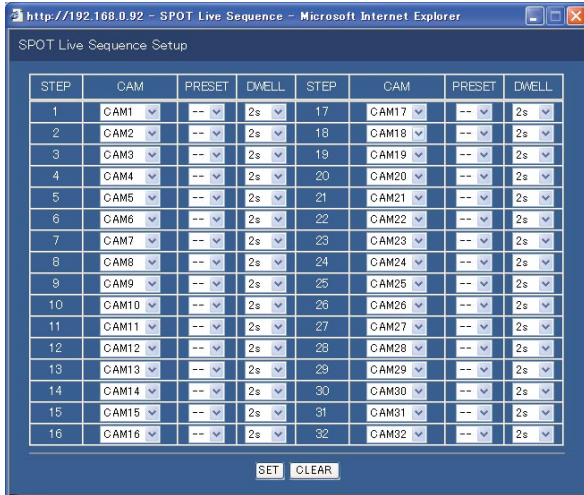 http://192.168.0.92 - SPOT Live Sequence - Microsoft Internet Explorer
SPOT Live Sequence Setup
STEP CAM PRESET DWELL STEP CAM PRESET DWELL
1 CAM1 -- 2s 17 CAM17 -- 2s
2 CAM2 -- 2s 18 CAM18 -- 2s
3 CAM3 -- 2s 19 CAM19 -- 2s
4 CAM4 -- 2s 20 CAM20 -- 2s
5 CAM5 -- 2s 21 CAM21 -- 2s
6 CAM6 -- 2s 22 CAM22 -- 2s
7 CAM7 -- 2s 23 CAM23 -- 2s
8 CAM8 -- 2s 24 CAM24 -- 2s
9 CAM9 -- 2s 25 CAM25 -- 2s
10 CAM10 -- 2s 26 CAM26 -- 2s
11 CAM11 -- 2s 27 CAM27 -- 2s
12 CAM12 -- 2s 28 CAM28 -- 2s
13 CAM13 -- 2s 29 CAM29 -- 2s
14 CAM14 -- 2s 30 CAM30 -- 2s
15 CAM15 -- 2s 31 CAM31 -- 2s
16 CAM16 -- 2s 32 CAM32 -- 2s
SET CLEAR